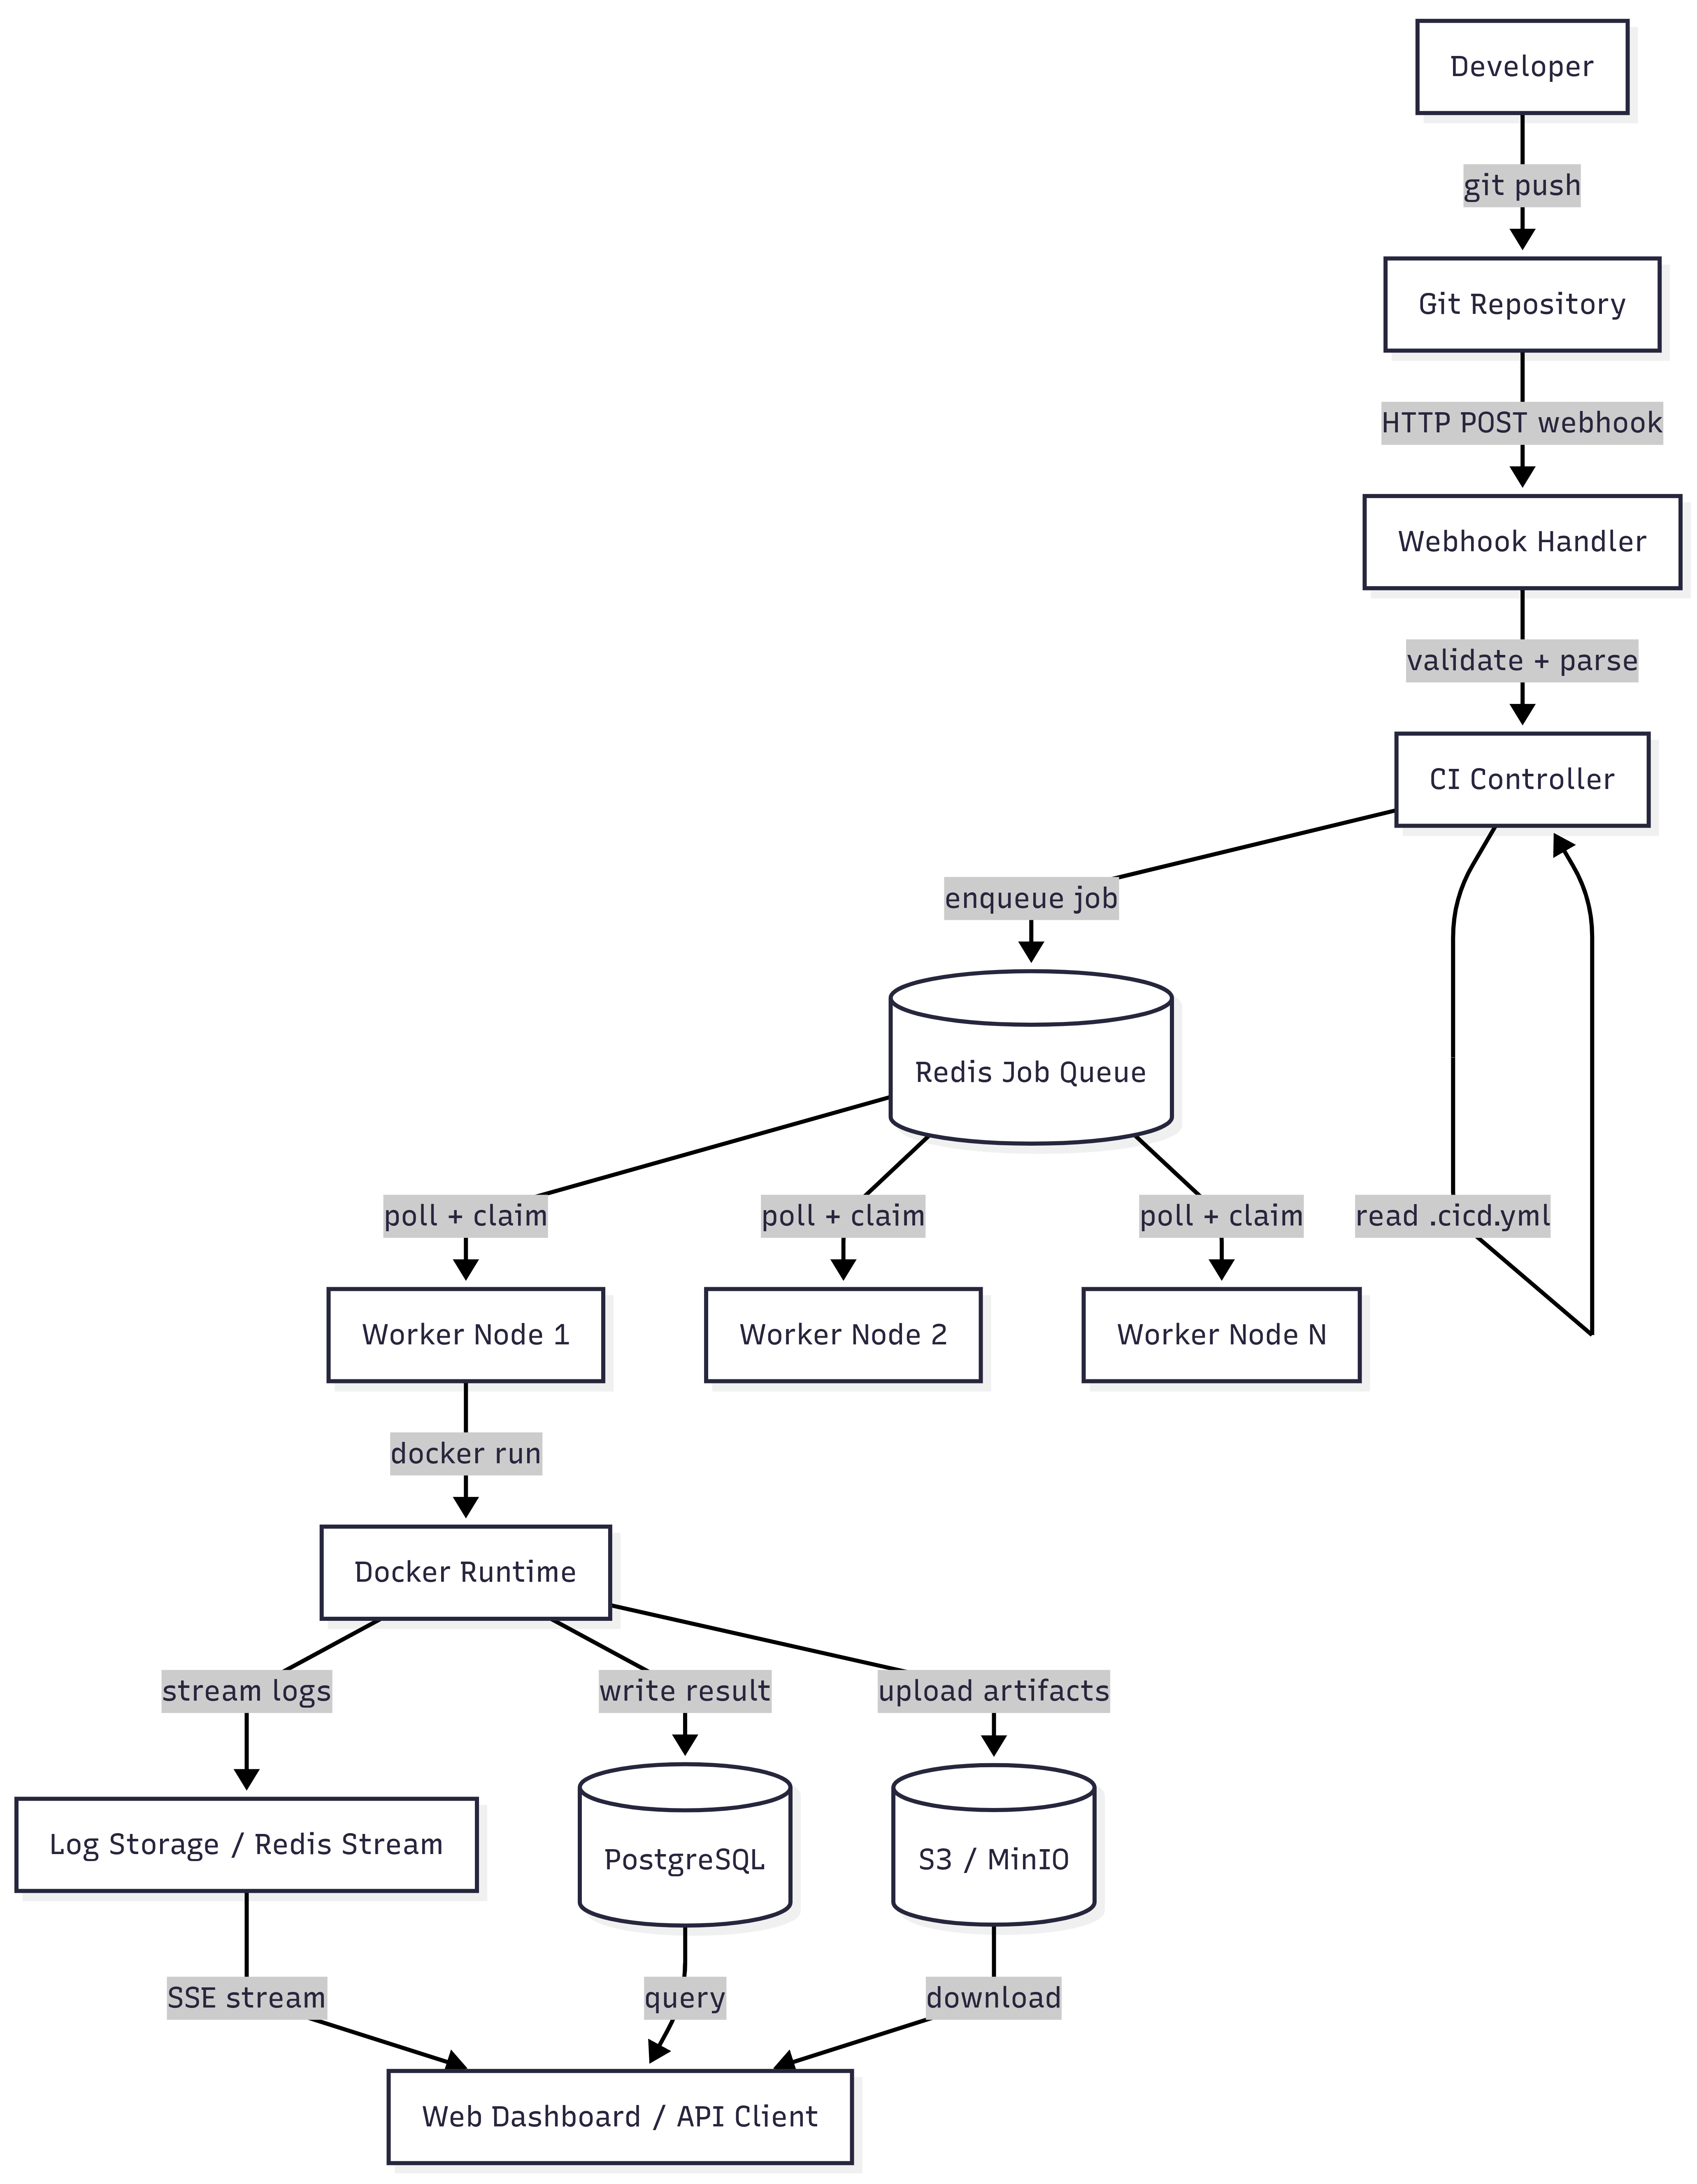 Developer
git push
Git Repository
HTTP POST webhook
Webhook Handler
validate + parse
CI Controller
enqueue job
Redis Job Queue
poll + claim
poll + claim
poll + claim
read .cicd.yml
Worker Node 1
Worker Node 2
Worker Node N
docker run
Docker Runtime
stream logs
write result
upload artifacts
Log Storage / Redis Stream
PostgreSQL
S3 / MinIO
SSE stream
query
download
Web Dashboard / API Client